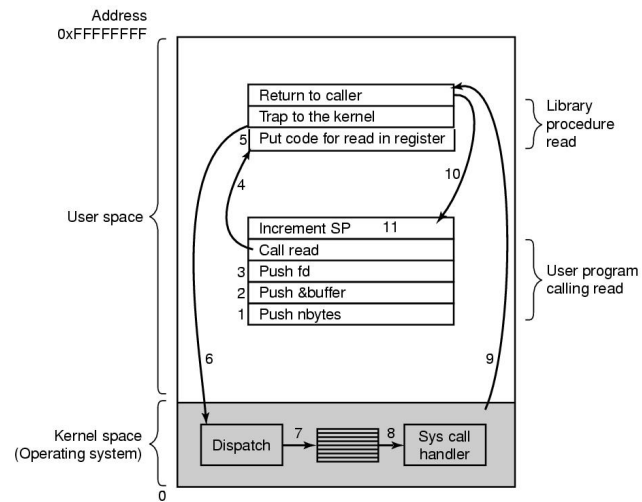 Address
0xFFFFFFFF
Return to caller
Trap to the kernel
5 Put code for read in register
Library
procedure
read
4
10
User space
Increment SP 11
Call read
3 Push fd
2 Push &buffer
1 Push nbytes
User program
calling read
6
9
Kernel space
(Operating system)
Dispatch
7
8
Sys call
handler
0